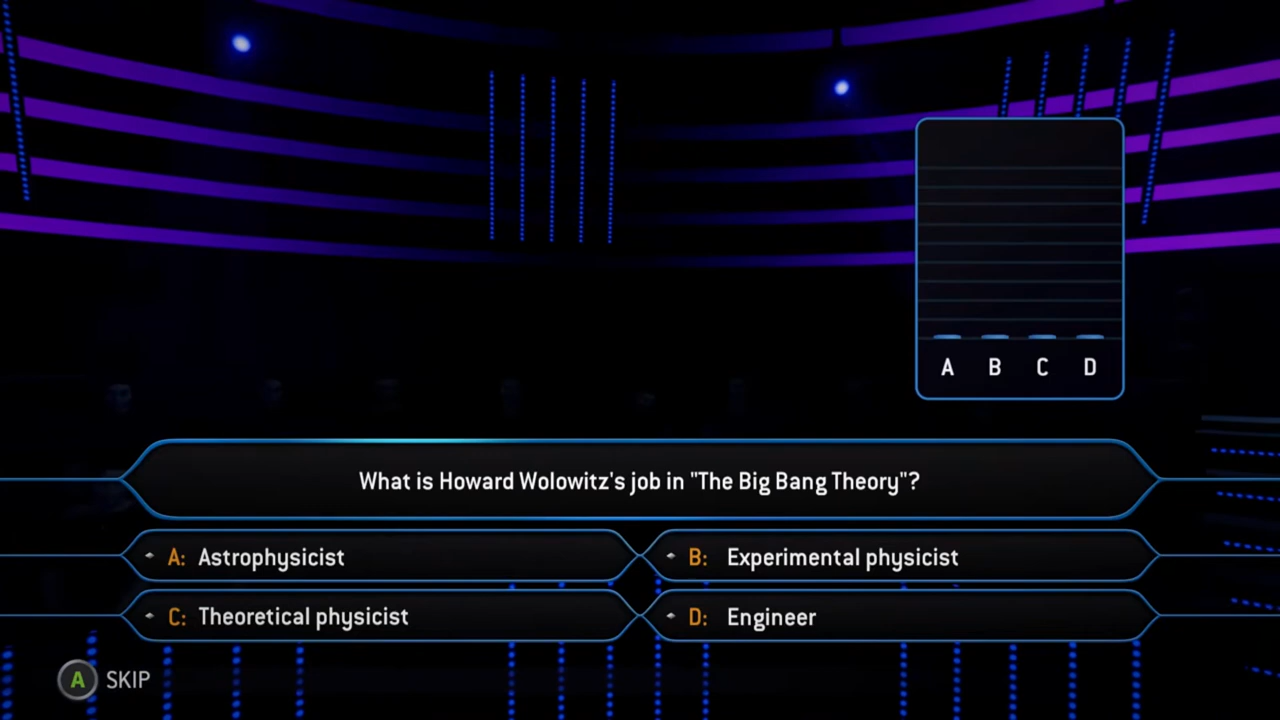 A B C D
What is Howard Wolowitz's job in "The Big Bang Theory"?
A: Astrophysicist
B: Experimental physicist
C: Theoretical physicist
D: Engineer
A SKIP